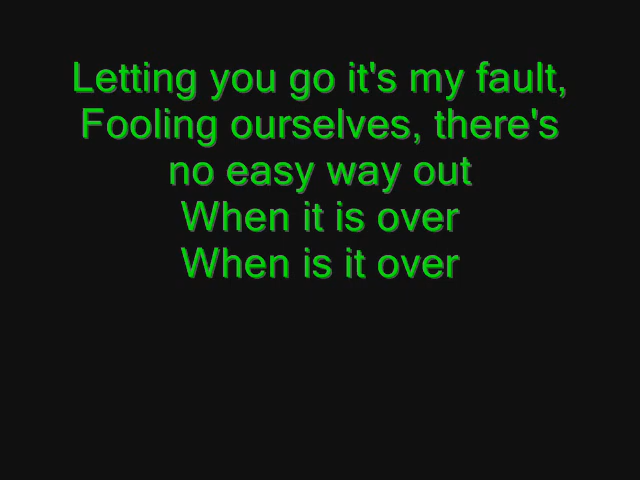 Letting you go it's my fault,
Fooling ourselves, there's
no easy way out
When it is over
When is it over